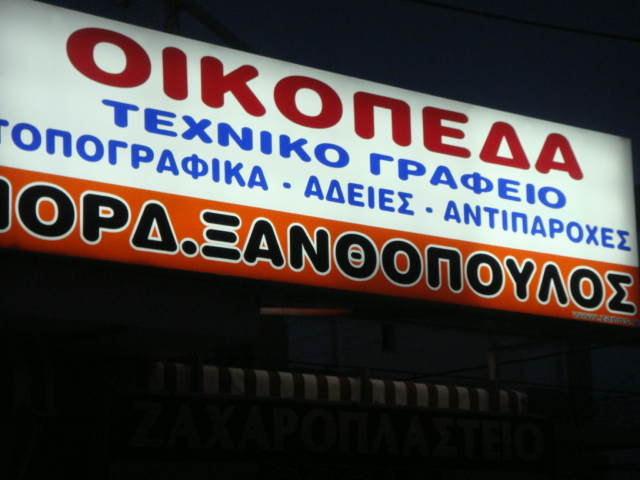 ΟΙΚΟΠΕΔΑ
ΤΕΧΝΙΚΟ ΓΡΑΦΕΙΟ
ΤΟΠΟΓΡΑΦΙΚΑ · ΑΔΕΙΕΣ · ΑΝΤΙΠΑΡΟΧΕΣ
ΙΟΡΔ.ΞΑΝΘΟΠΟΥΛΟΣ
ΖΑΧΑΡΟΠΛΑΣΤΕΙΟ